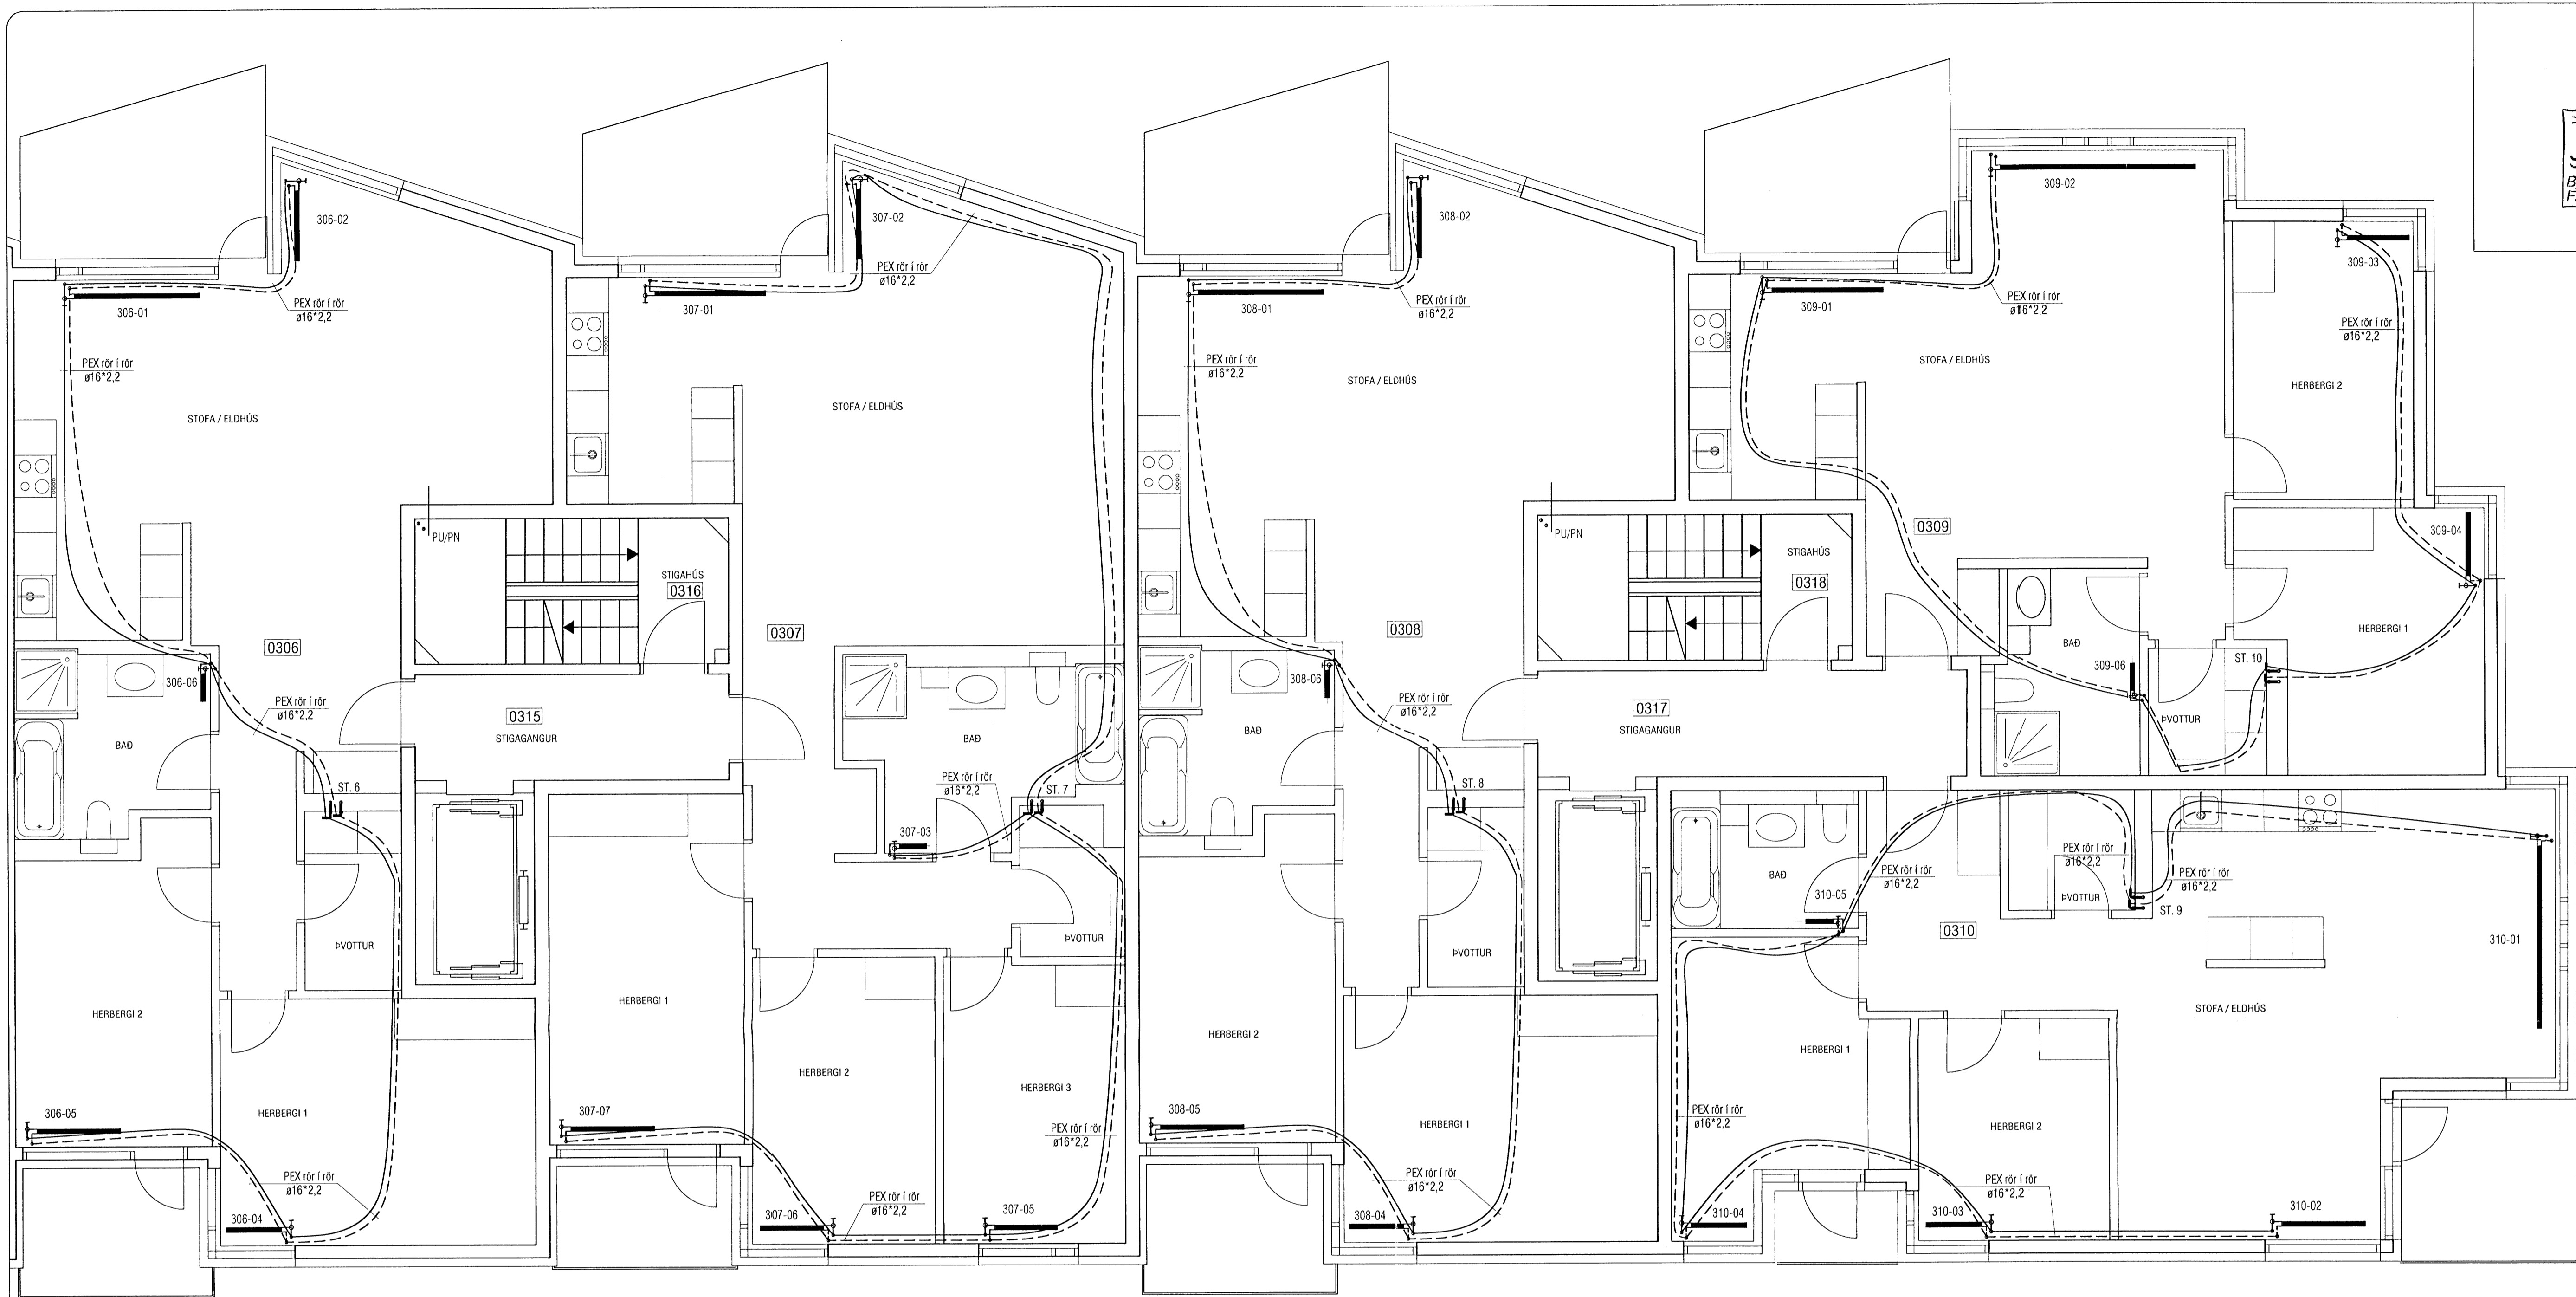 306-02
306-01
PEX rör í rör
ø16*2,2
PEX rör í rör
ø16*2,2
STOFA / ELDHÚS
0306
306-06
BAÐ
PEX rör í rör
ø16*2,2
ST. 6
ÞVOTTUR
HERBERGI 2
HERBERGI 1
306-05
306-04
PEX rör í rör
ø16*2,2
PU/PN
STIGAHÚS
0316
0315
STIGAGANGUR
307-02
307-01
PEX rör í rör
ø16*2,2
STOFA / ELDHÚS
0307
BAÐ
PEX rör í rör
ø16*2,2
ST. 7
307-03
ÞVOTTUR
HERBERGI 1
HERBERGI 2
HERBERGI 3
307-07
PEX rör í rör
ø16*2,2
307-06
PEX rör í rör
ø16*2,2
307-05
308-02
308-01
PEX rör í rör
ø16*2,2
PEX rör í rör
ø16*2,2
STOFA / ELDHÚS
0308
308-06
BAÐ
PEX rör í rör
ø16*2,2
ST. 8
ÞVOTTUR
HERBERGI 2
HERBERGI 1
308-05
308-04
PEX rör í rör
ø16*2,2
PU/PN
STIGAHÚS
0318
0317
STIGAGANGUR
309-02
309-01
PEX rör í rör
ø16*2,2
309-03
PEX rör í rör
ø16*2,2
STOFA / ELDHÚS
HERBERGI 2
0309
309-04
BAÐ
HERBERGI 1
309-06
ST. 10
ÞVOTTUR
BAÐ
310-05
PEX rör í rör
ø16*2,2
PEX rör í rör
ø16*2,2
PEX rör í rör
ø16*2,2
ÞVOTTUR
ST. 9
0310
310-01
STOFA / ELDHÚS
HERBERGI 1
PEX rör í rör
ø16*2,2
HERBERGI 2
PEX rör í rör
ø16*2,2
310-04
310-03
310-02